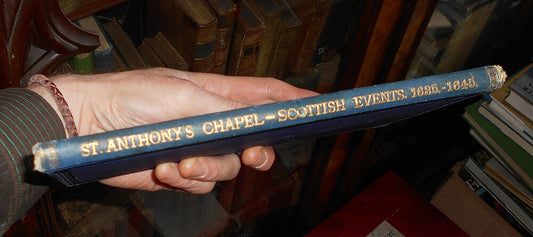 ST. ANTHONY'S CHAPEL-SCOTTISH EVENTS. 1635.-1645.